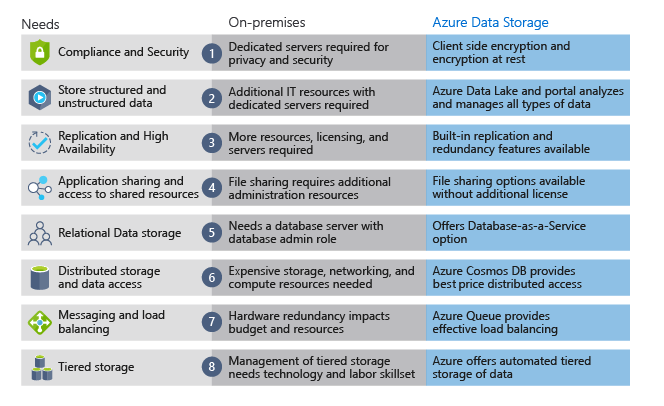 Needs
On-premises
Azure Data Storage
Compliance and Security
1
Dedicated servers required for
privacy and security
Client side encryption and
encryption at rest
Store structured and
unstructured data
2
Additional IT resources with
dedicated servers required
Azure Data Lake and portal analyzes
and manages all types of data
Replication and High
Availability
3
More resources, licensing, and
servers required
Built-in replication and
redundancy features available
Application sharing and
access to shared resources
4
File sharing requires additional
administration resources
File sharing options available
without additional license
Relational Data storage
5
Needs a database server with
database admin role
Offers Database-as-a-Service
option
Distributed storage
and data access
6
Expensive storage, networking, and
compute resources needed
Azure Cosmos DB provides
best price distributed access
Messaging and load
balancing
7
Hardware redundancy impacts
budget and resources
Azure Queue provides
effective load balancing
Tiered storage
8
Management of tiered storage
needs technology and labor skillset
Azure offers automated tiered
storage of data